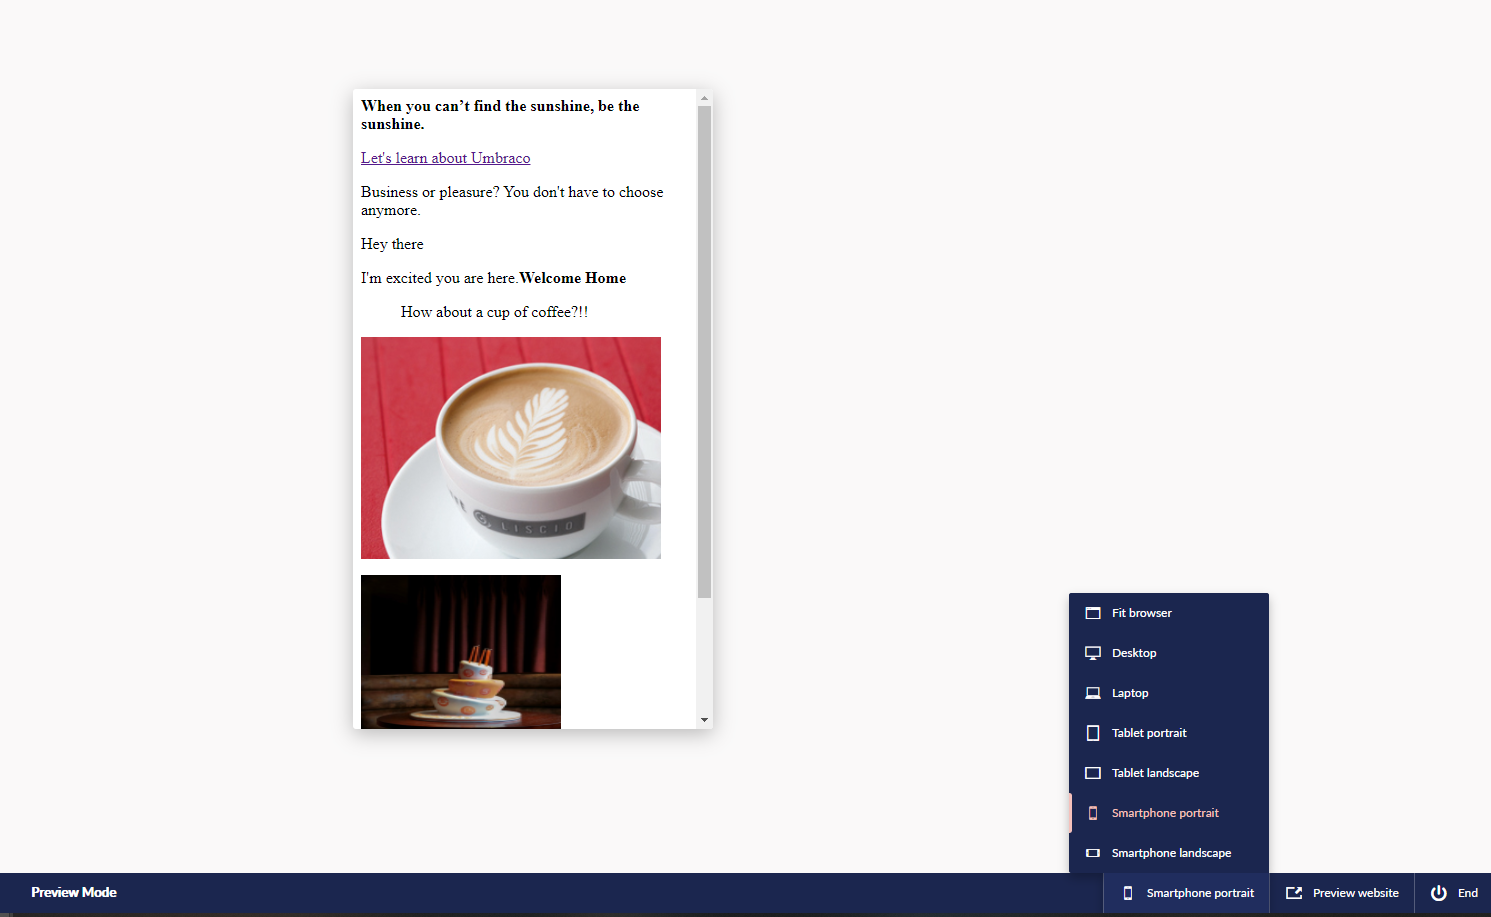 When you can’t find the sunshine, be the
sunshine.
Let's learn about Umbraco
Business or pleasure? You don't have to choose
anymore.
Hey there
I'm excited you are here.Welcome Home
How about a cup of coffee?!!
LISCIO
Fit browser
Desktop
Laptop
Tablet portrait
Tablet landscape
Smartphone portrait
Smartphone landscape
Preview Mode
Smartphone portrait
Preview website
End